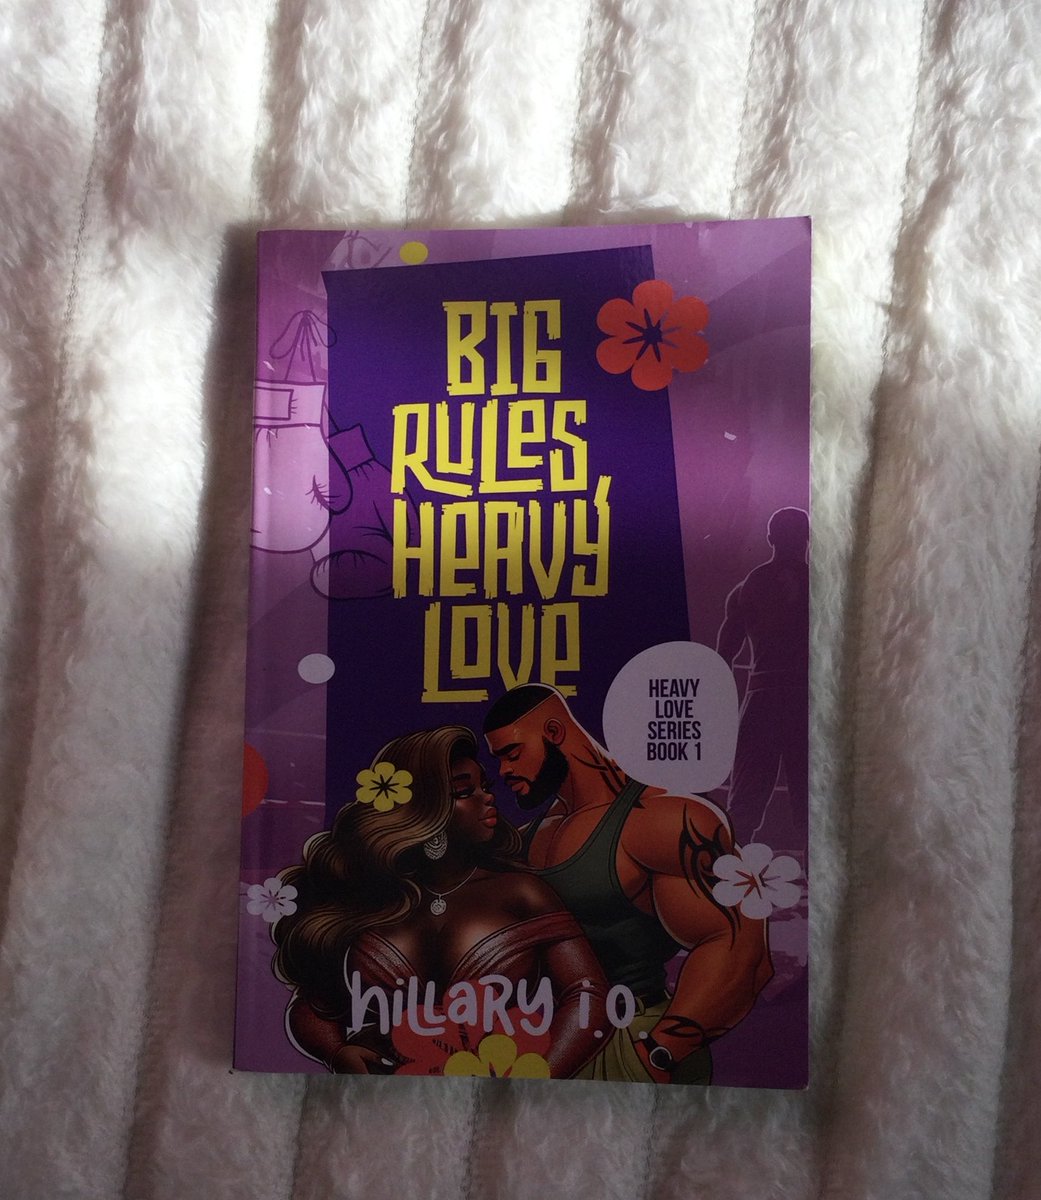 BIG
RULES,
HEAVY
LOVE
HEAVY
LOVE
SERIES
BOOK 1
hillary i.o.